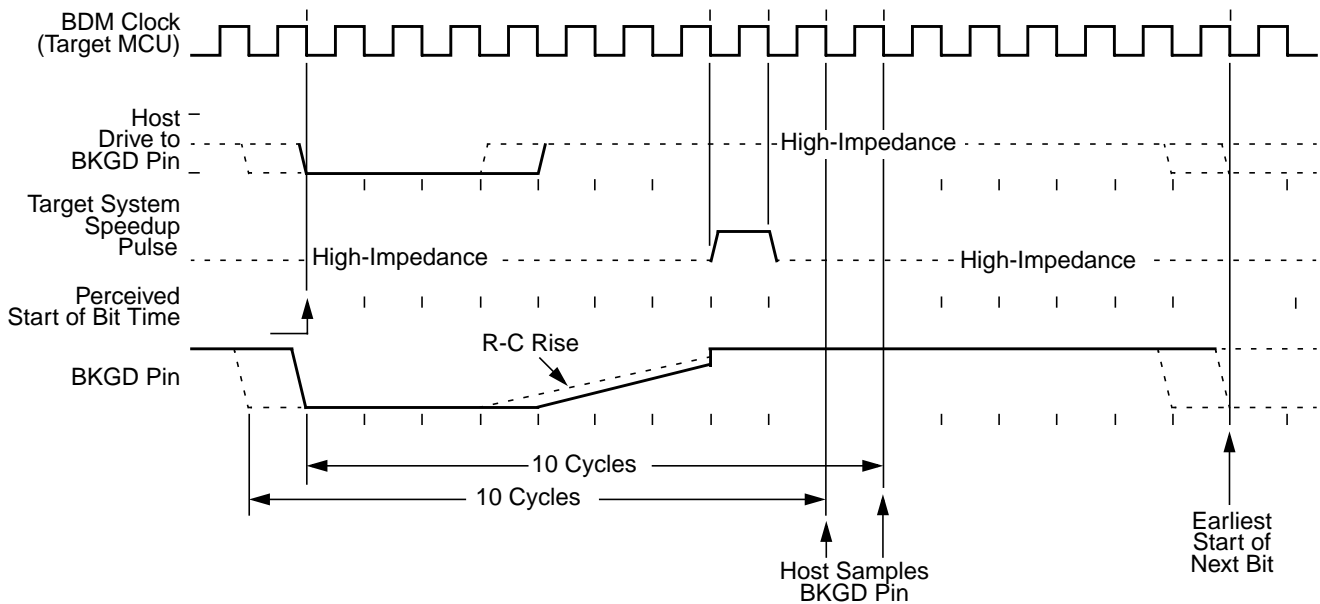 BDM Clock
(Target MCU)
Host
Drive to
BKGD Pin
High-Impedance
Target System
Speedup
Pulse
High-Impedance
High-Impedance
Perceived
Start of Bit Time
R-C Rise
BKGD Pin
10 Cycles
10 Cycles
Host Samples
BKGD Pin
Earliest
Start of
Next Bit